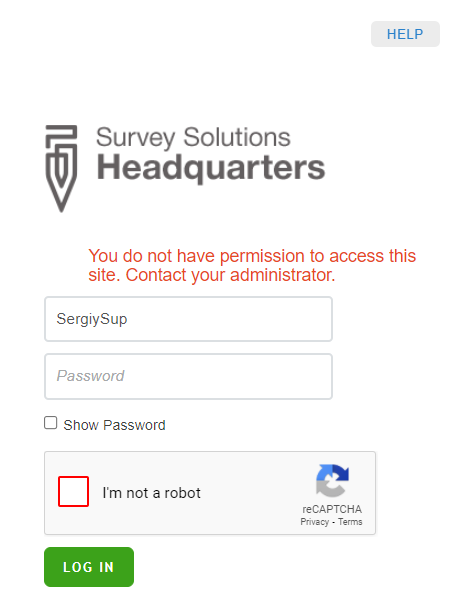 HELP
Survey Solutions
Headquarters
You do not have permission to access this
site. Contact your administrator.
SergiySup
Password
Show Password
I'm not a robot
reCAPTCHA
Privacy - Terms
LOG IN